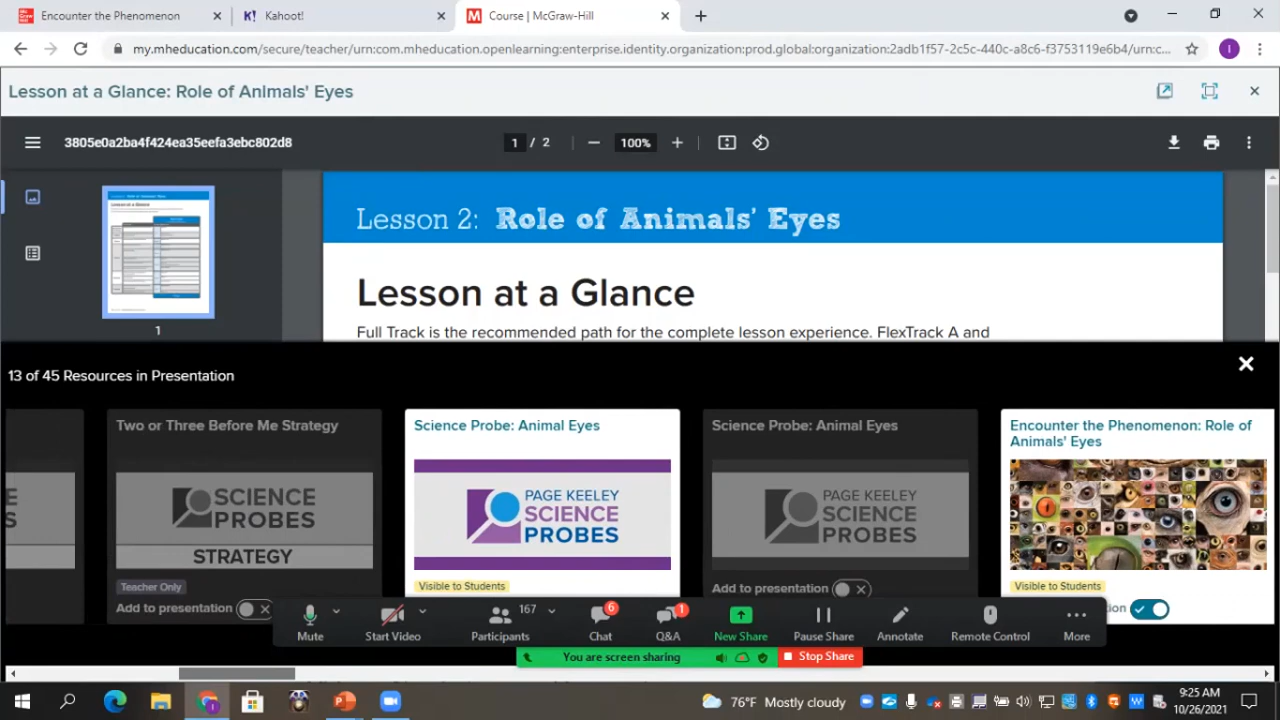 Encounter the Phenomenon
Kahoot!
Course | McGraw-Hill
my.mheducation.com/secure/teacher/urn:com.mheducation.openlearning:enterprise.identity.organization:prod.global:organization:2adb1f57-2c5c-440c-a8c6-f3753119e6b4/urn:c...
Lesson at a Glance: Role of Animals' Eyes
3805e0a2ba4f424ea35eefa3ebc802d8
1 / 2
100%
Lesson 2: Role of Animals' Eyes
Lesson at a Glance
Full Track is the recommended path for the complete lesson experience. FlexTrack A and
1
13 of 45 Resources in Presentation
Two or Three Before Me Strategy
SCIENCE
PROBES
STRATEGY
Teacher Only
Add to presentation
Science Probe: Animal Eyes
PAGE KEELEY
SCIENCE
PROBES
Visible to Students
Science Probe: Animal Eyes
PAGE KEELEY
SCIENCE
PROBES
Add to presentation
Encounter the Phenomenon: Role of
Animals' Eyes
Visible to Students
Mute
Start Video
167
Participants
6
Chat
1
Q&A
New Share
Pause Share
Annotate
Remote Control
More
You are screen sharing
Stop Share
76°F Mostly cloudy
9:25 AM
10/26/2021